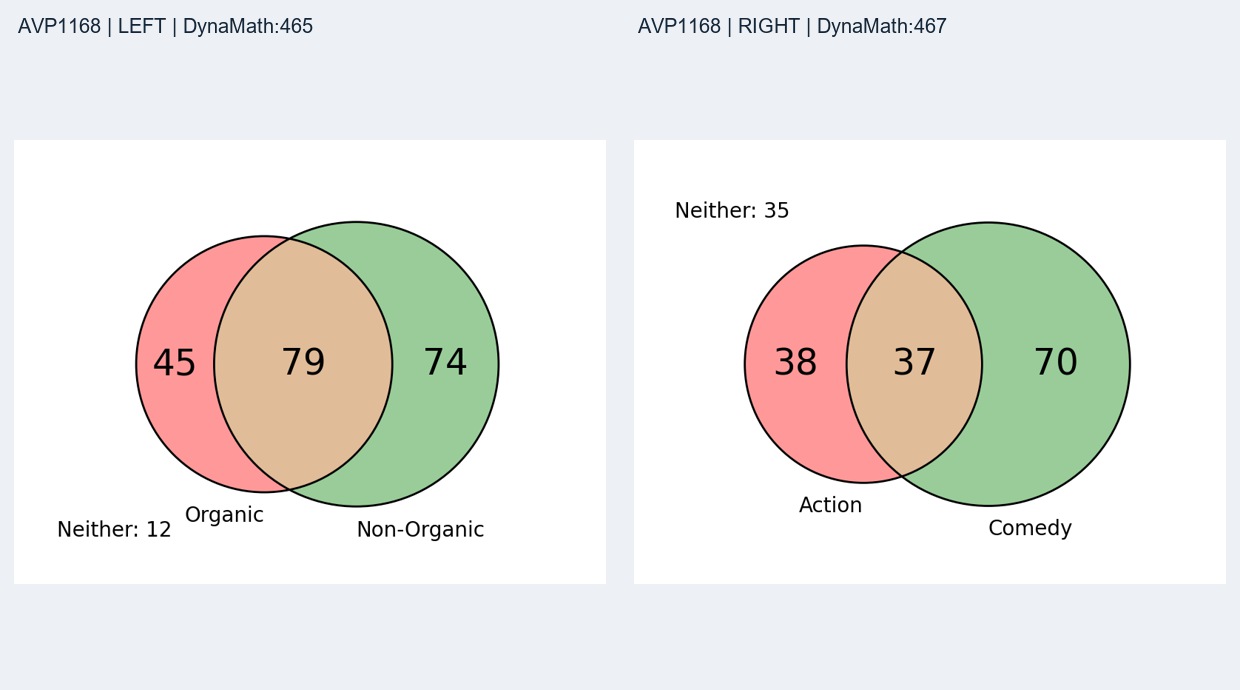 AVP1168 | LEFT | DynaMath:465
45
79
74
Organic
Neither: 12
Non-Organic
AVP1168 | RIGHT | DynaMath:467
Neither: 35
38
37
70
Action
Comedy